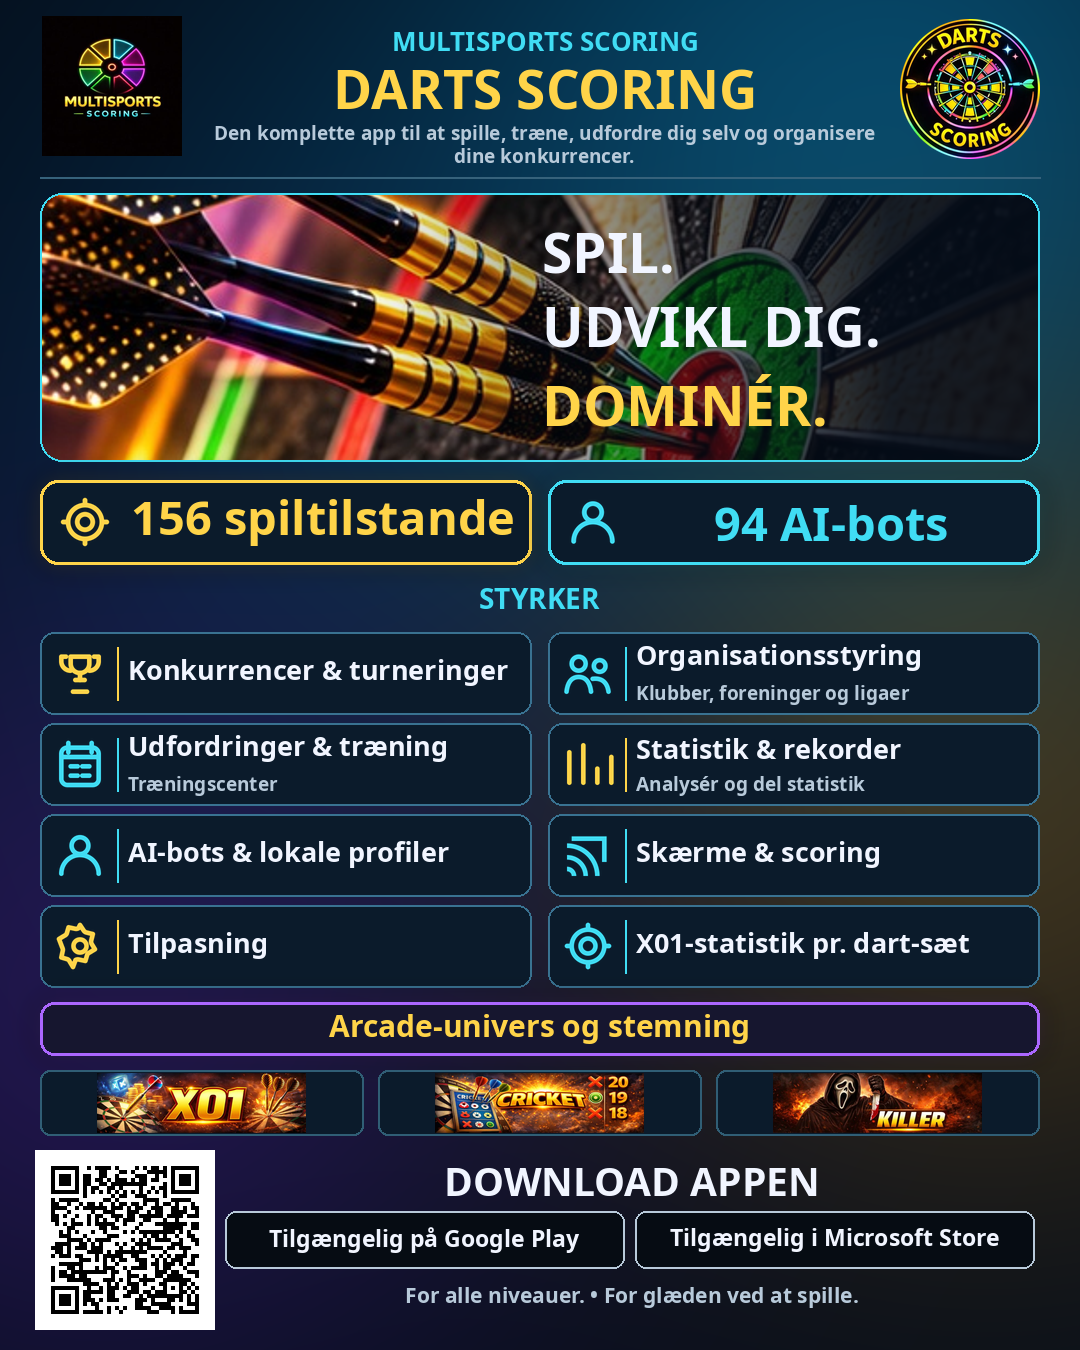 MULTISPORTS
SCORING
MULTISPORTS SCORING
DARTS SCORING
Den komplette app til at spille, træne, udfordre dig selv og organisere
dine konkurrencer.
DARTS
SCORING
SPIL.
UDVIKL DIG.
DOMINÉR.
156 spiltilstande
94 AI-bots
STYRKER
Konkurrencer & turneringer
Organisationsstyring
Klubber, foreninger og ligaer
Udfordringer & træning
Træningscenter
Statistik & rekorder
Analysér og del statistik
AI-bots & lokale profiler
Skærme & scoring
Tilpasning
X01-statistik pr. dart-sæt
Arcade-univers og stemning
X01
CRICKET
CRICKET
20
19
18
KILLER
DOWNLOAD APPEN
Tilgængelig på Google Play
Tilgængelig i Microsoft Store
For alle niveauer. • For glæden ved at spille.